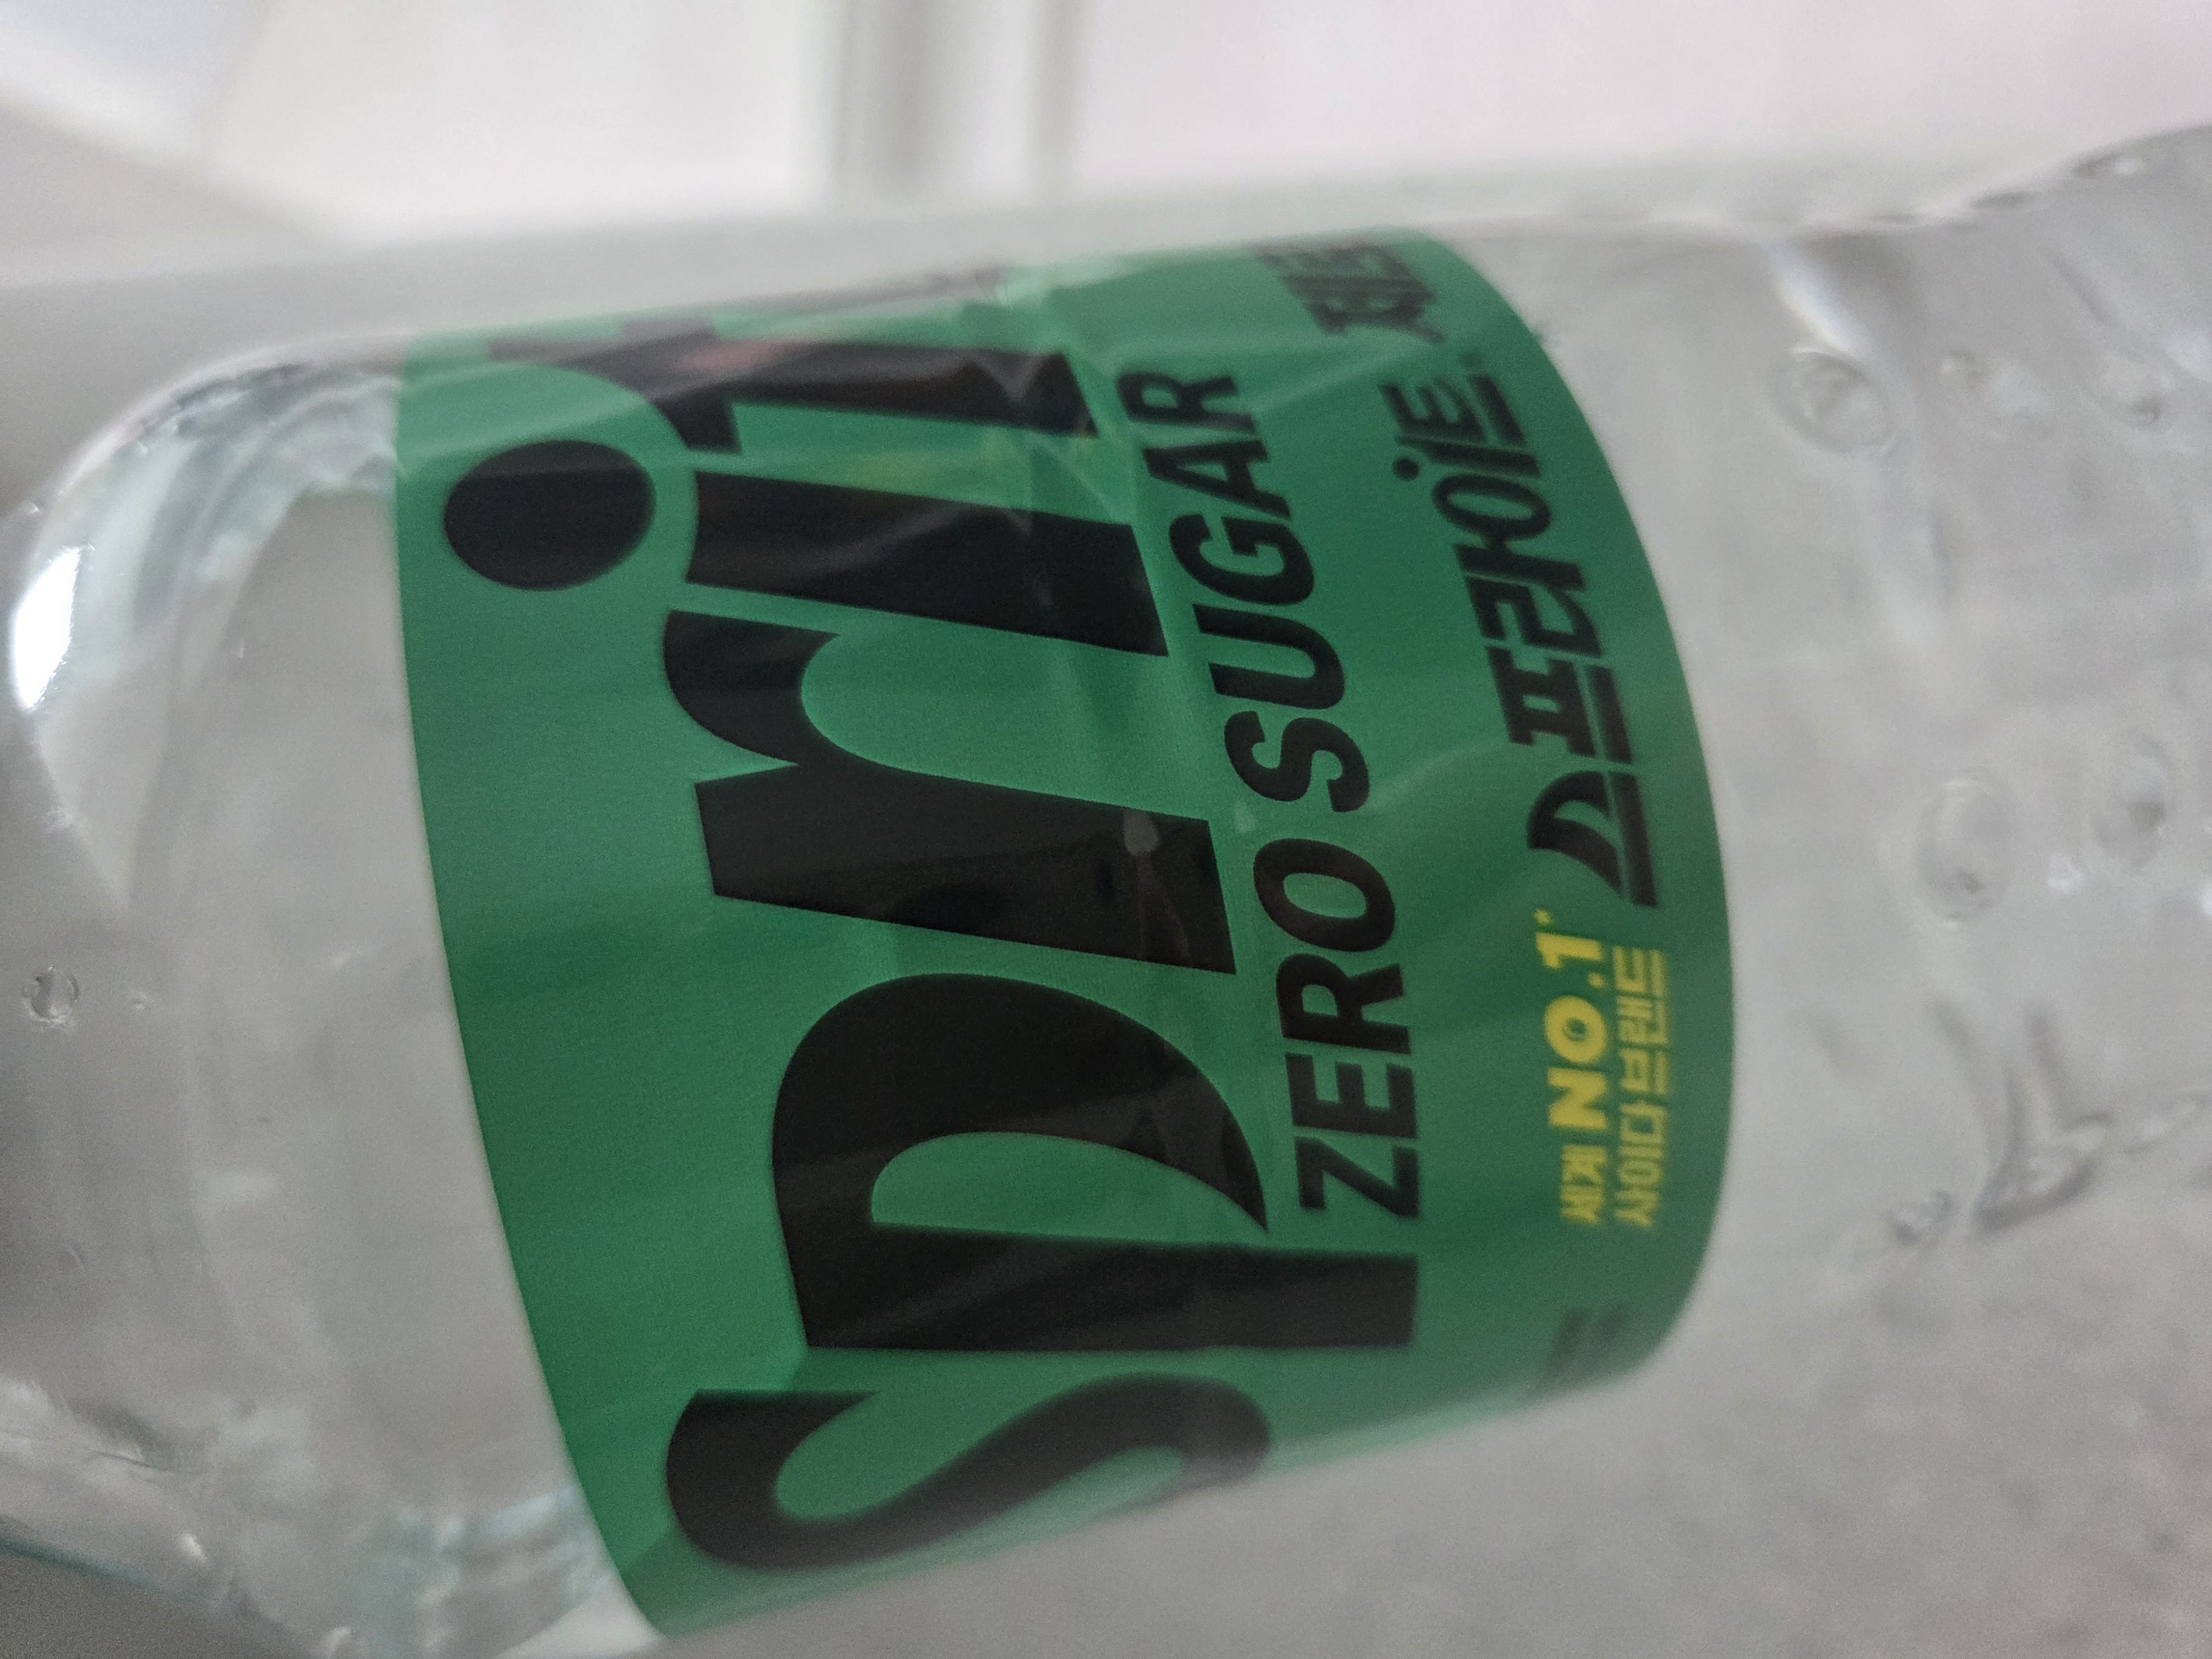 Sprit
ZERO SUGAR
세계 NO.1*
사이다 브랜드
스프라이트 제로